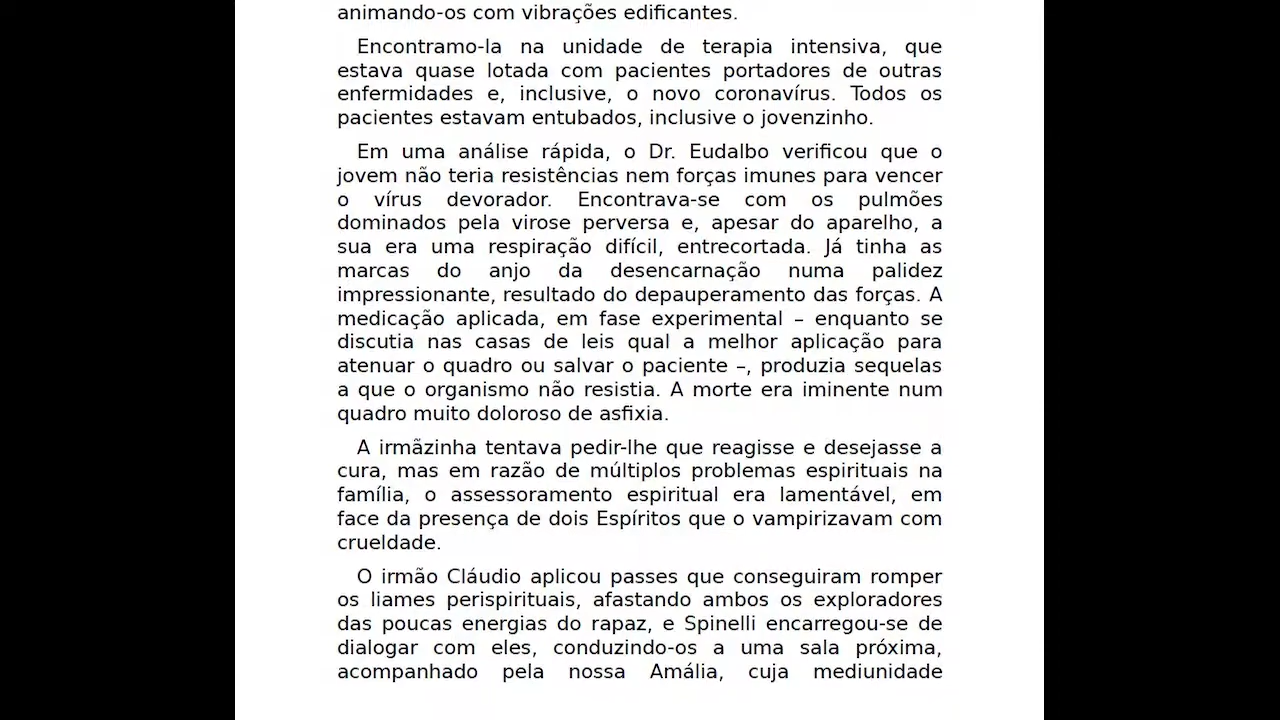 animando-os com vibrações edificantes.
Encontramo-la na unidade de terapia intensiva, que
estava quase lotada com pacientes portadores de outras
enfermidades e, inclusive, o novo coronavírus. Todos os
pacientes estavam entubados, inclusive o jovenzinho.
Em uma análise rápida, o Dr. Eudalbo verificou que o
jovem não teria resistências nem forças imunes para vencer
o vírus devorador. Encontrava-se com os pulmões
dominados pela virose perversa e, apesar do aparelho, a
sua era uma respiração difícil, entrecortada. Já tinha as
marcas do anjo da desencarnação numa palidez
impressionante, resultado do depauperamento das forças. A
medicação aplicada, em fase experimental – enquanto se
discutia nas casas de leis qual a melhor aplicação para
atenuar o quadro ou salvar o paciente –, produzia sequelas
a que o organismo não resistia. A morte era iminente num
quadro muito doloroso de asfixia.
A irmãzinha tentava pedir-lhe que reagisse e desejasse a
cura, mas em razão de múltiplos problemas espirituais na
família, o assessoramento espiritual era lamentável, em
face da presença de dois Espíritos que o vampirizavam com
crueldade.
O irmão Cláudio aplicou passes que conseguiram romper
os liames perispirituais, afastando ambos os exploradores
das poucas energias do rapaz, e Spinelli encarregou-se de
dialogar com eles, conduzindo-os a uma sala próxima,
acompanhado pela nossa Amália, cuja mediunidade